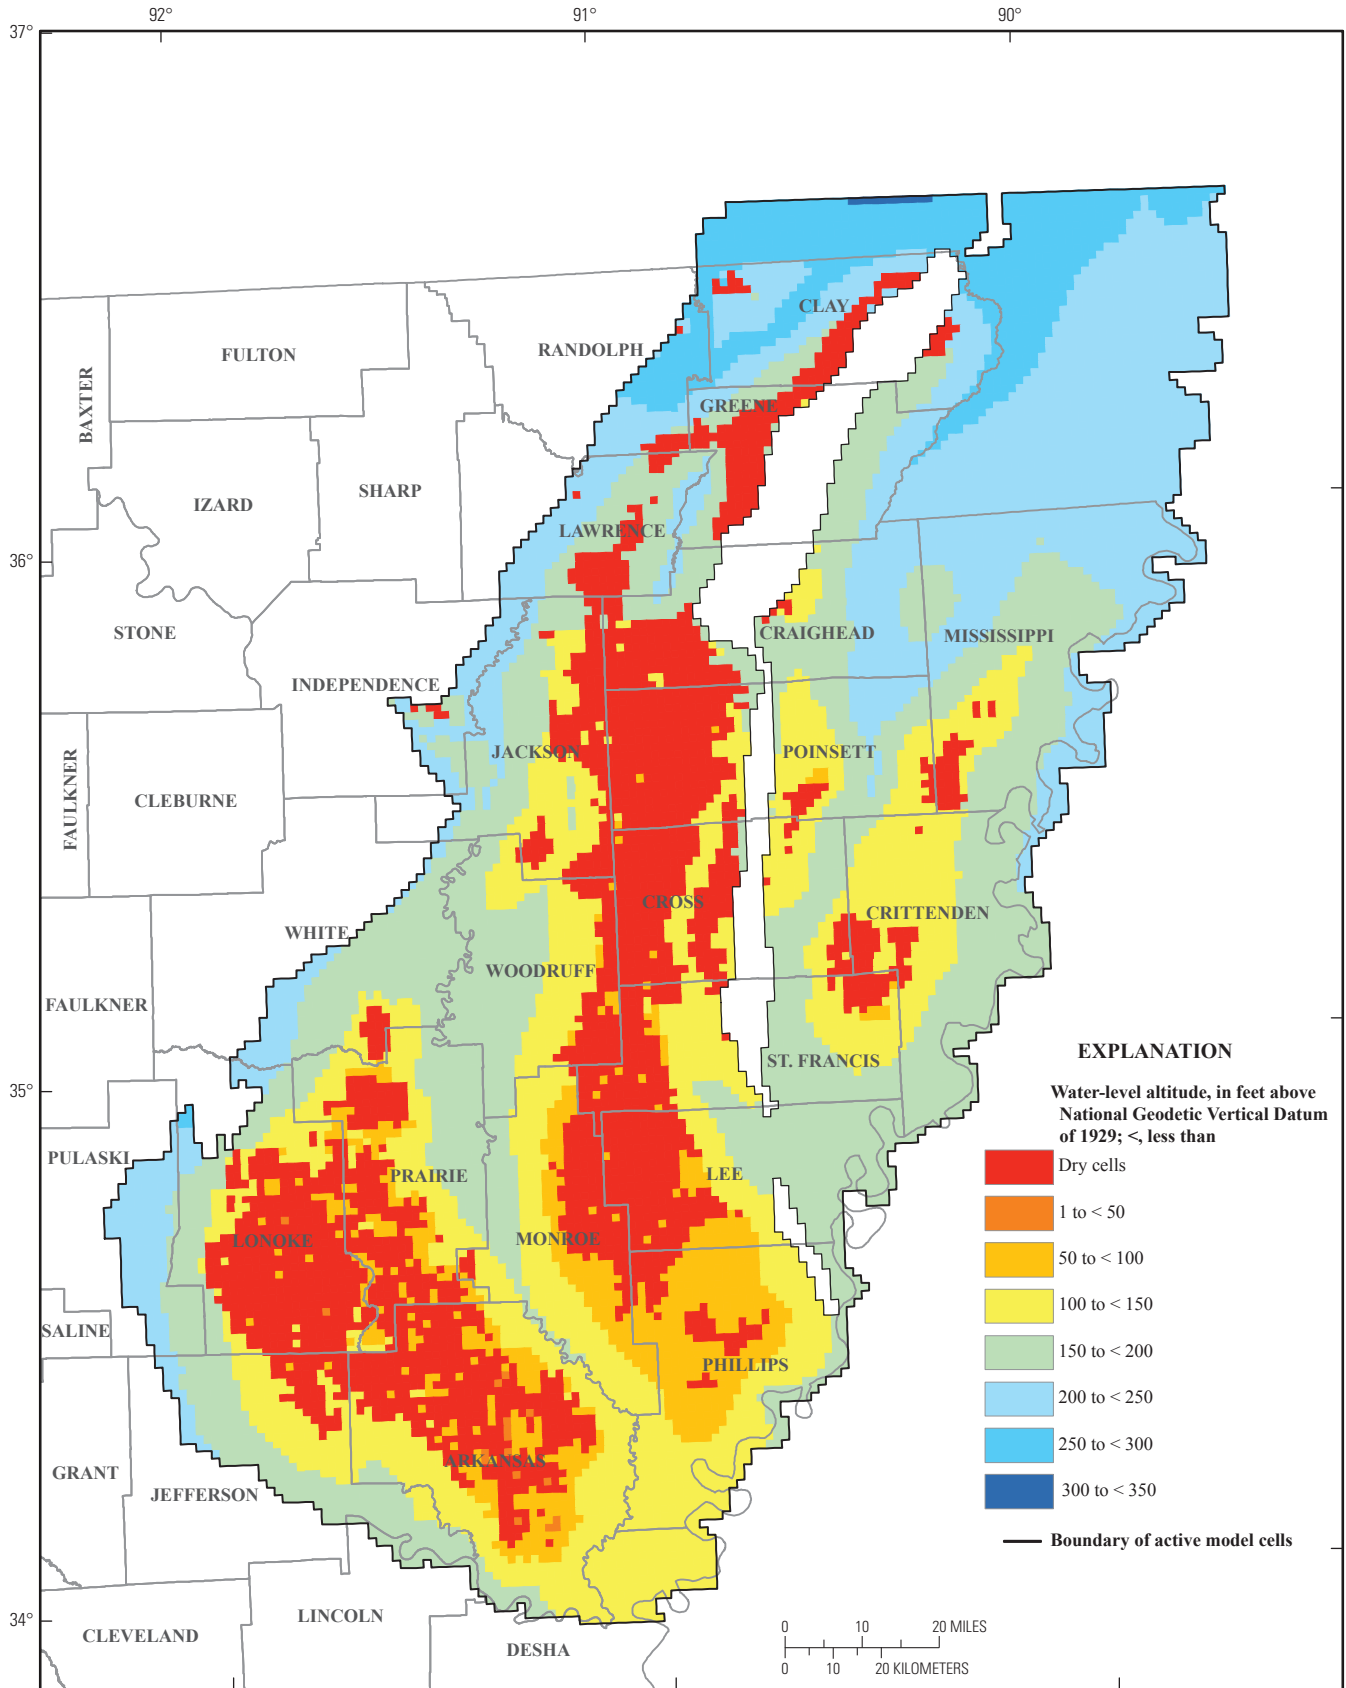 92°
91°
90°
37°
CLAY
FULTON
RANDOLPH
BAXTER
GREENE
SHARP
IZARD
LAWRENCE
36°
STONE
CRAIGHEAD
MISSISSIPPI
INDEPENDENCE
JACKSON
POINSETT
FAULKNER
CLEBURNE
CROSS
CRITTENDEN
WHITE
WOODRUFF
FAULKNER
ST. FRANCIS
35°
PULASKI
PRAIRIE
LEE
LONOKE
MONROE
SALINE
PHILLIPS
ARKANSAS
GRANT
JEFFERSON
34°
LINCOLN
CLEVELAND
DESHA
EXPLANATION
Water-level altitude, in feet above
National Geodetic Vertical Datum
of 1929; <, less than
Dry cells
1 to < 50
50 to < 100
100 to < 150
150 to < 200
200 to < 250
250 to < 300
300 to < 350
Boundary of active model cells
0 10 20 MILES
0 10 20 KILOMETERS